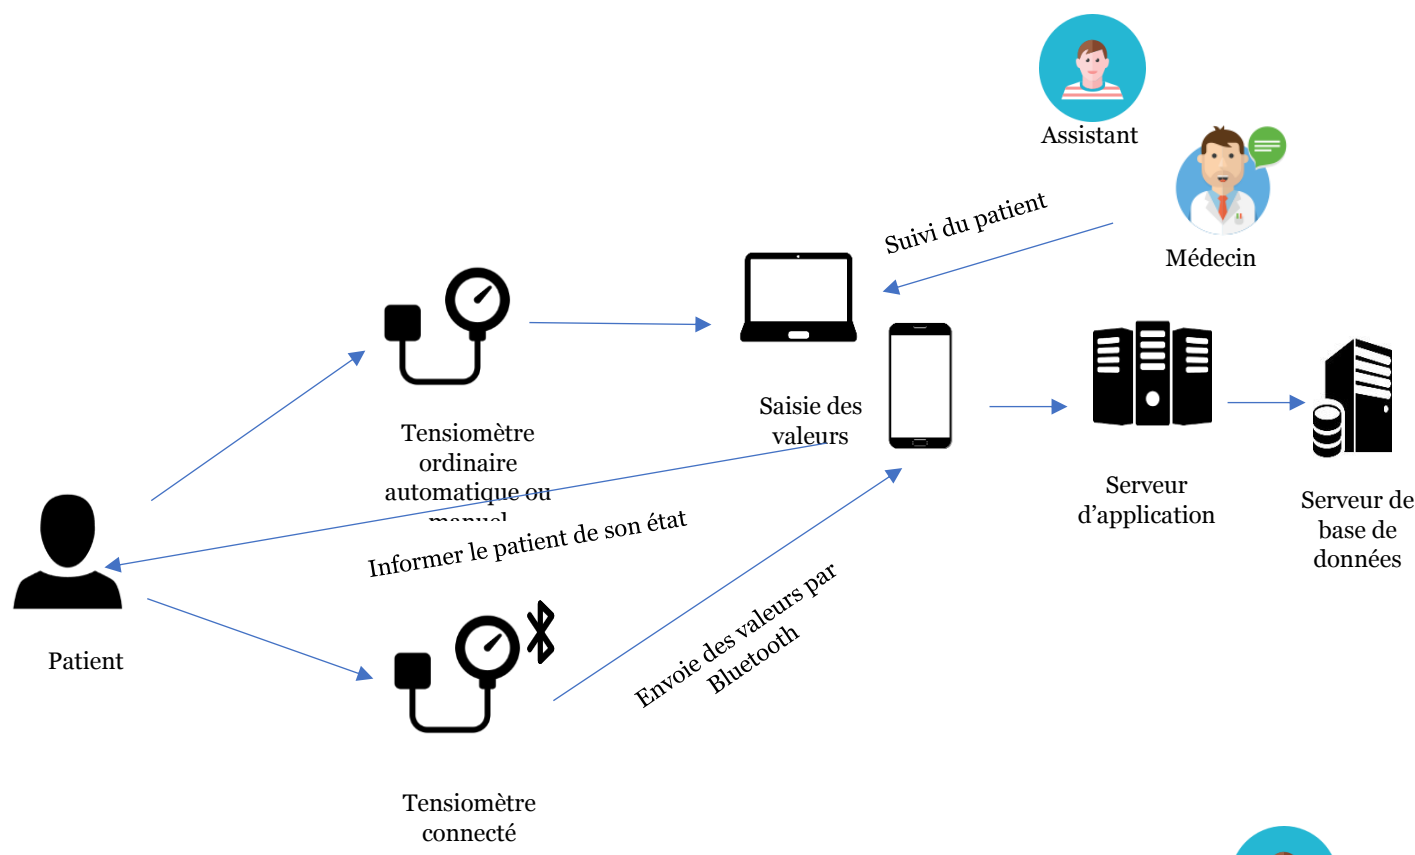 Assistant
Médecin
Suivi du patient
Saisie des
valeurs
Tensiomètre
ordinaire
automatique ou
manuel
Serveur
d’application
Serveur de
base de
données
Informer le patient de son état
Envoie des valeurs par
Bluetooth
Patient
Tensiomètre
connecté